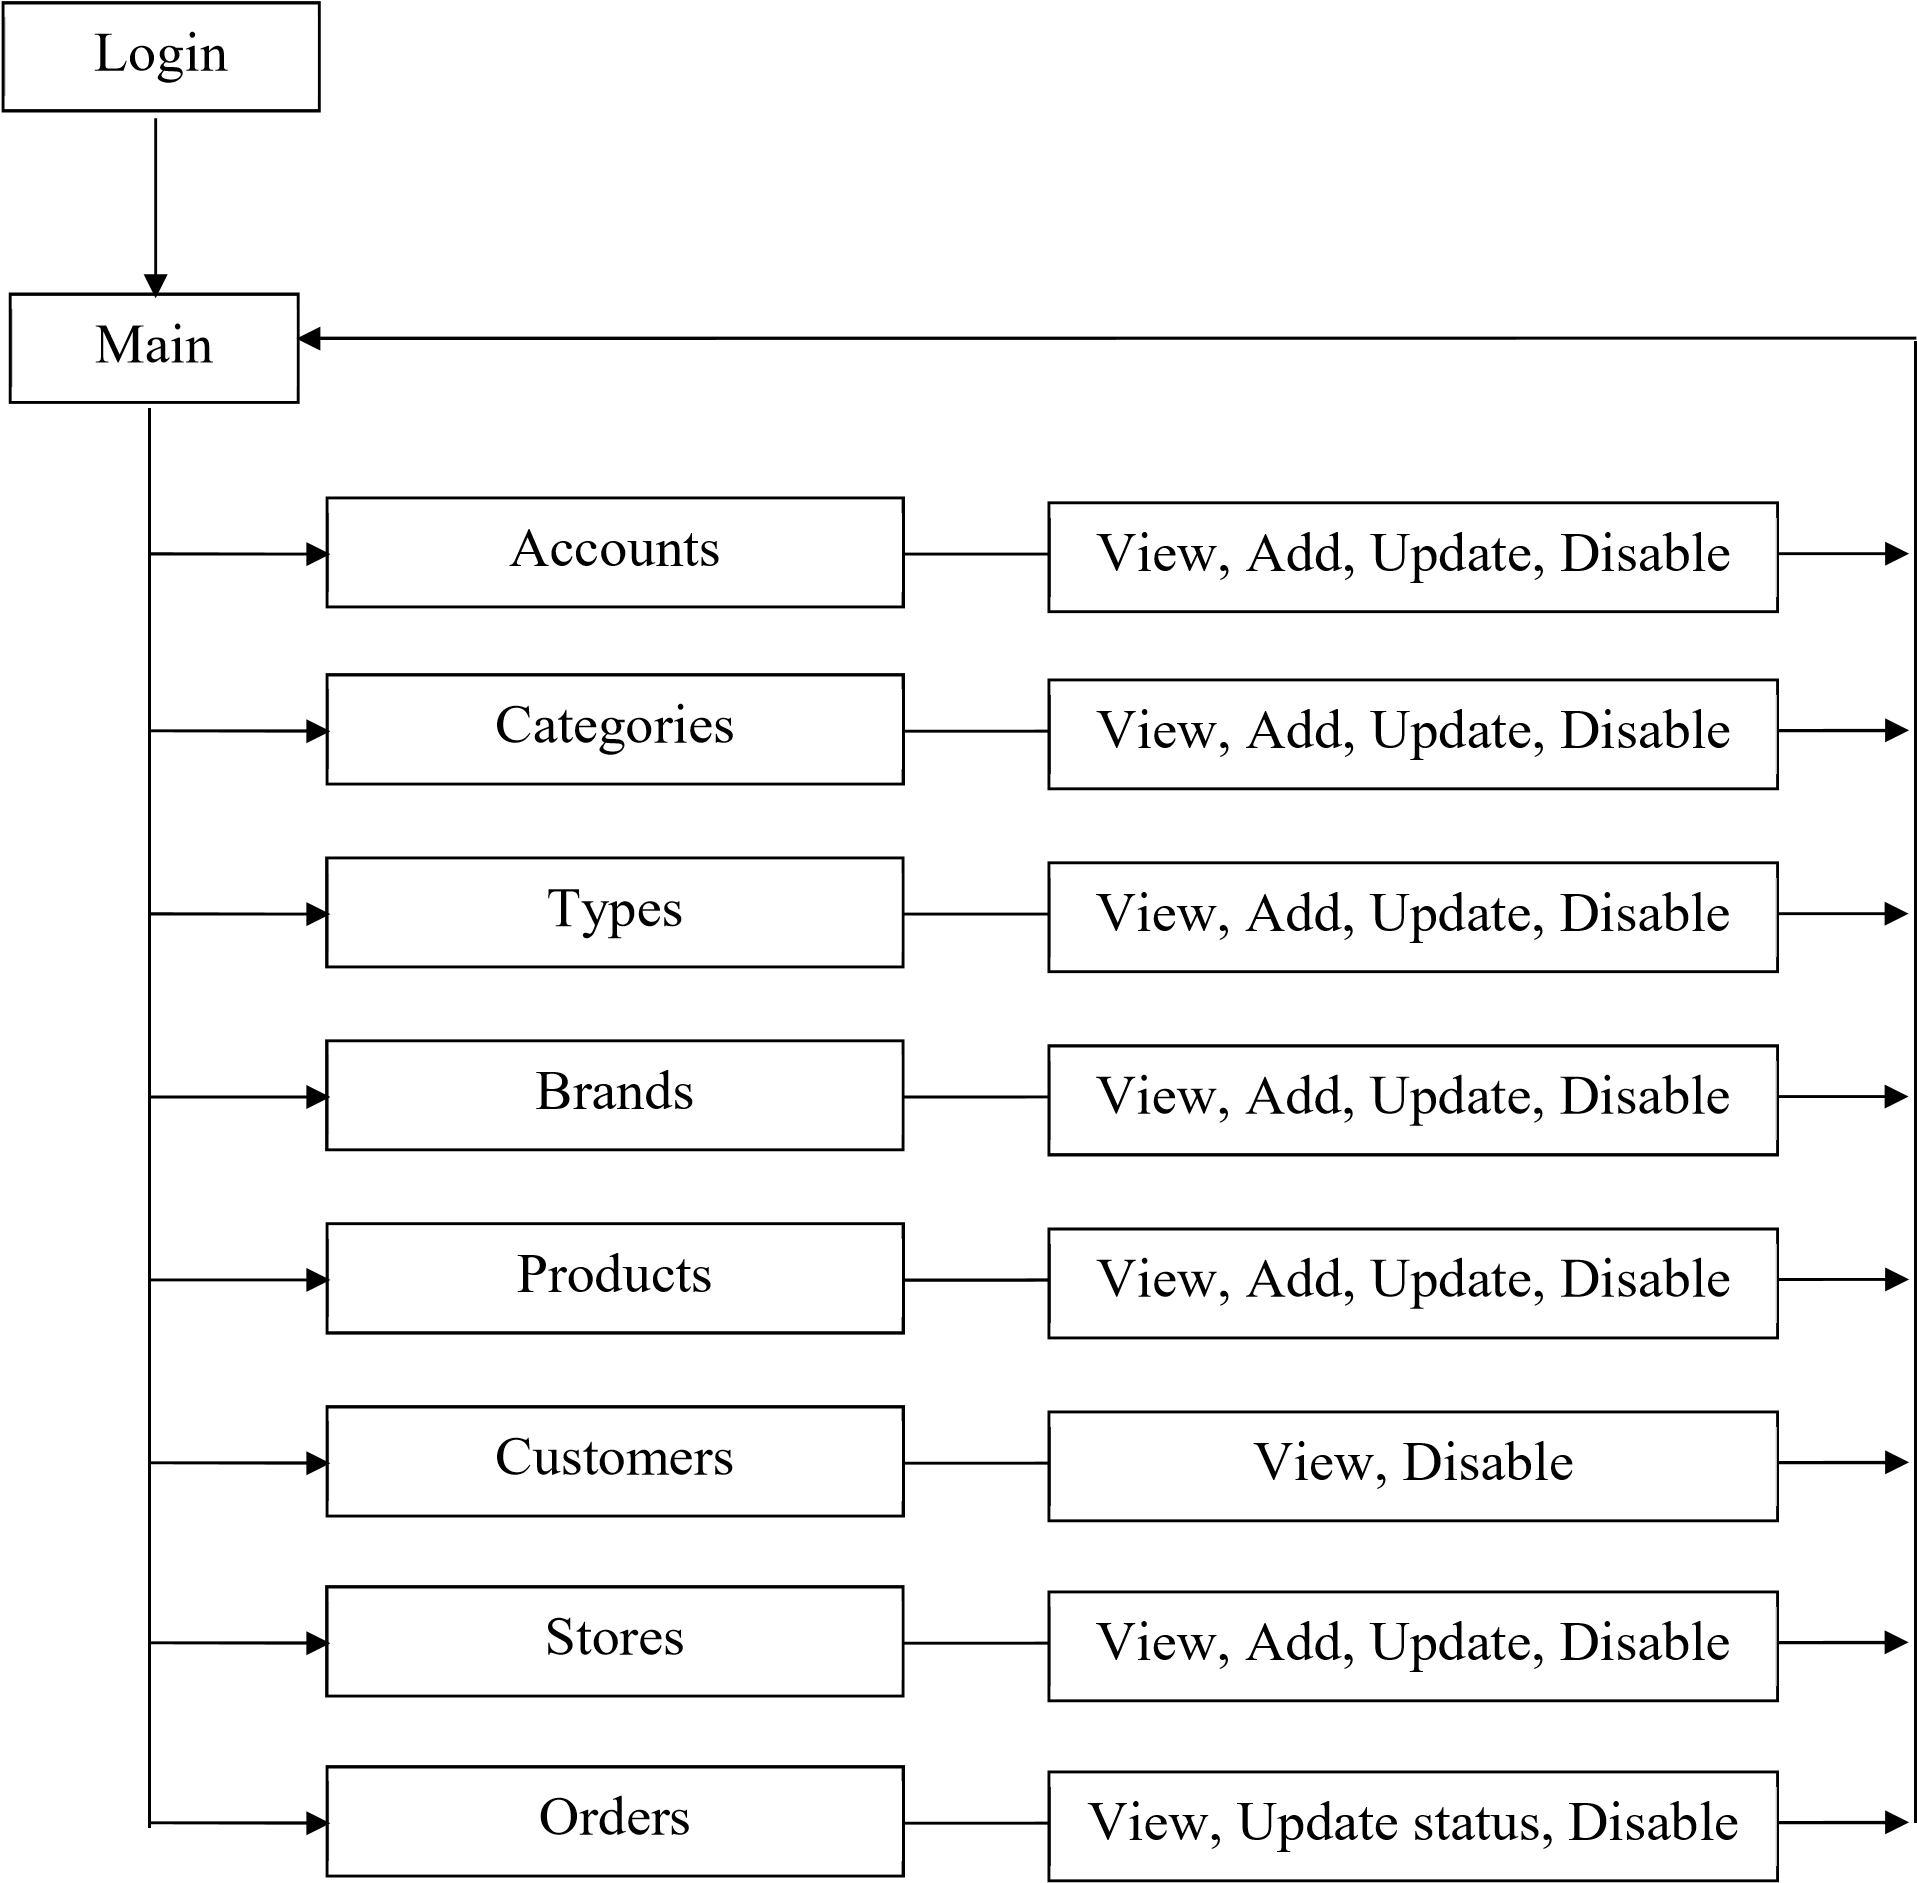 Login
Main
Accounts
View, Add, Update, Disable
Categories
View, Add, Update, Disable
Types
View, Add, Update, Disable
Brands
View, Add, Update, Disable
Products
View, Add, Update, Disable
Customers
View, Disable
Stores
View, Add, Update, Disable
Orders
View, Update status, Disable